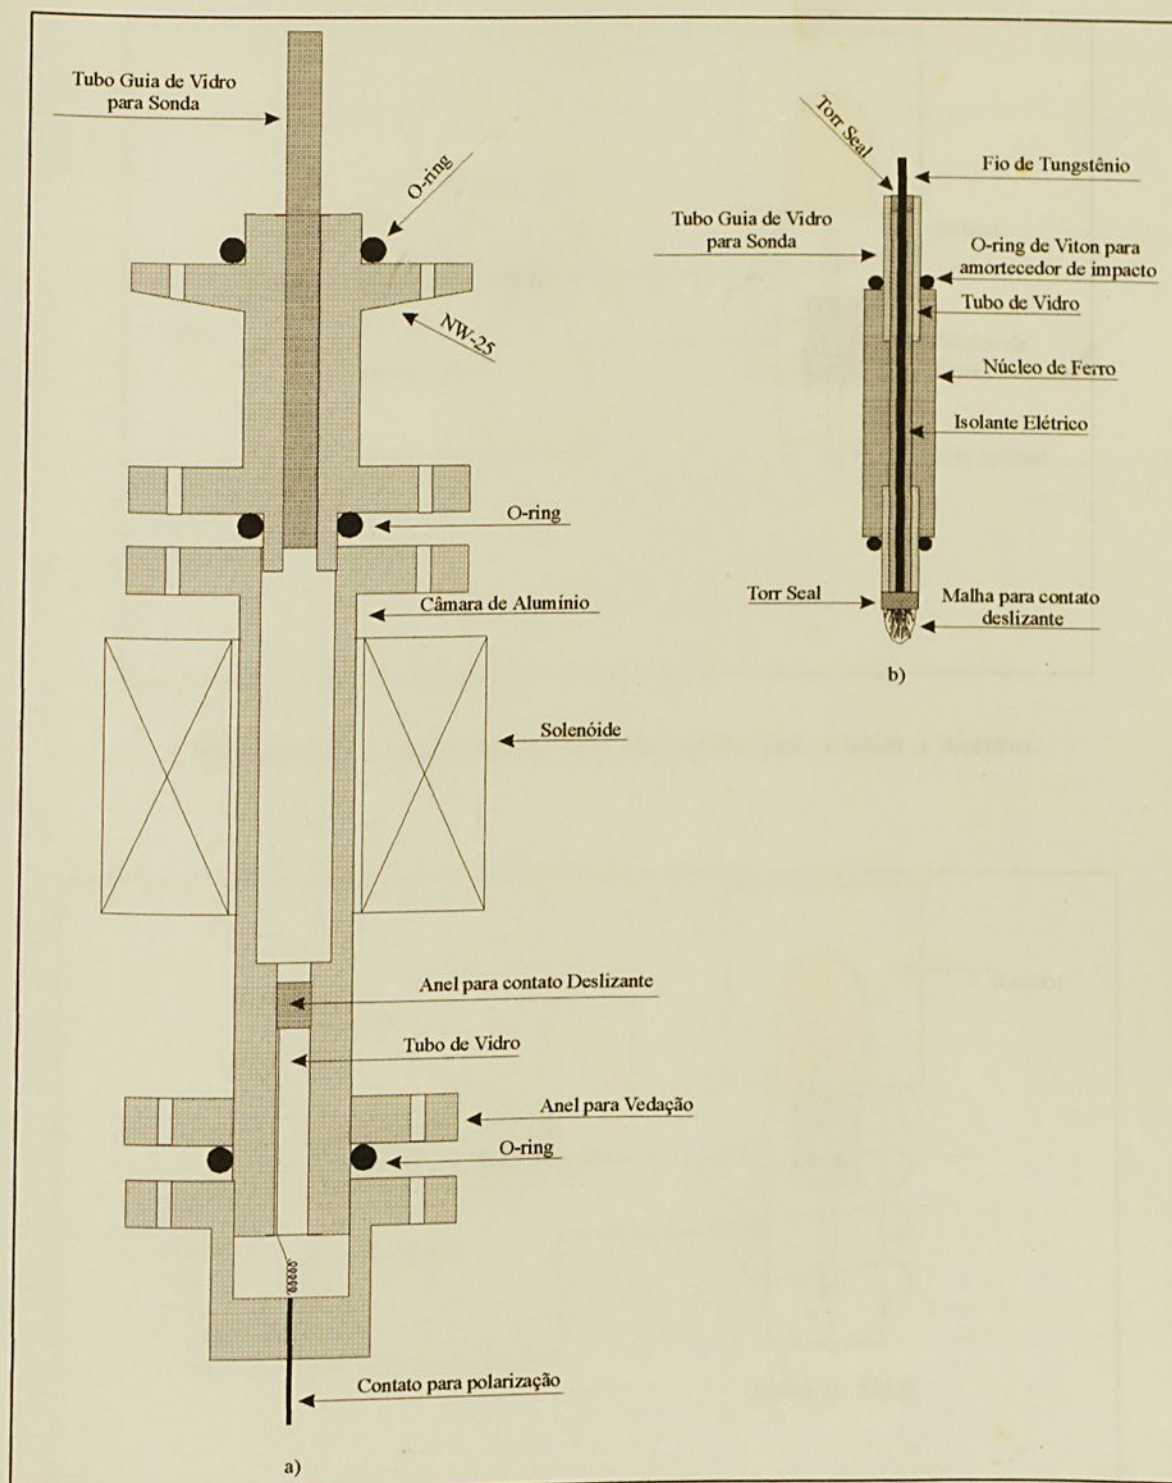 Tubo Guia de Vidro
para Sonda
O-ring
NW-25
O-ring
Câmara de Alumínio
Solenóide
Anel para contato Deslizante
Tubo de Vidro
Anel para Vedação
O-ring
Contato para polarização
a)
Torr Seal
Fio de Tungstênio
Tubo Guia de Vidro
para Sonda
O-ring de Viton para
amortecedor de impacto
Tubo de Vidro
Núcleo de Ferro
Isolante Elétrico
Torr Seal
Malha para contato
deslizante
b)